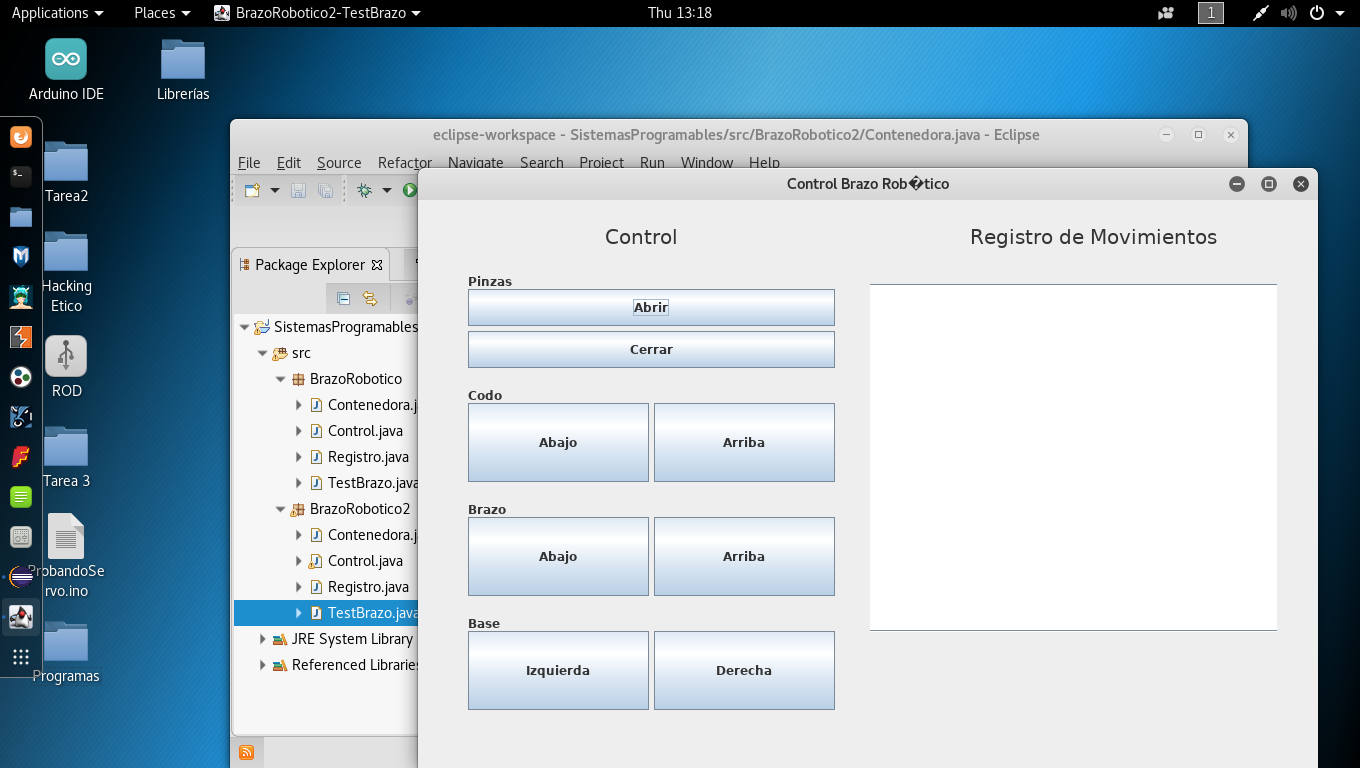 Applications Places BrazoRobotico2-TestBrazo Thu 13:18 1
Arduino IDE
Librerías
Tarea2
Hacking
Etico
ROD
Tarea 3
ProbandoSe
rvo.ino
Programas
eclipse-workspace - SistemasProgramables/src/BrazoRobotico2/Contenedora.java - Eclipse
File Edit Source Refactor Navigate Search Project Run Window Help
Package Explorer
SistemasProgramables
src
BrazoRobotico
Contenedora.j
Control.java
Registro.java
TestBrazo.java
BrazoRobotico2
Contenedora.j
Control.java
Registro.java
TestBrazo.java
JRE System Library
Referenced Libraries
Control Brazo Rob�tico
Control
Pinzas
Abrir
Cerrar
Codo
Abajo Arriba
Brazo
Abajo Arriba
Base
Izquierda Derecha
Registro de Movimientos